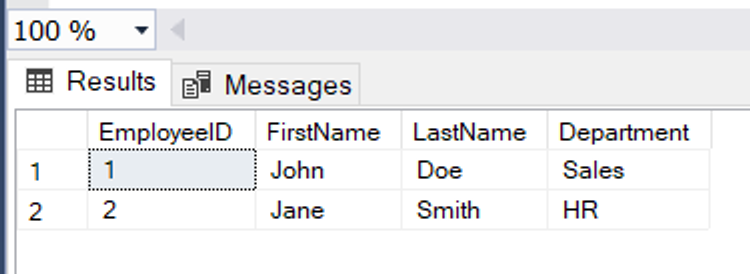 100 %
Results Messages
EmployeeID FirstName LastName Department
1 1 John Doe Sales
2 2 Jane Smith HR